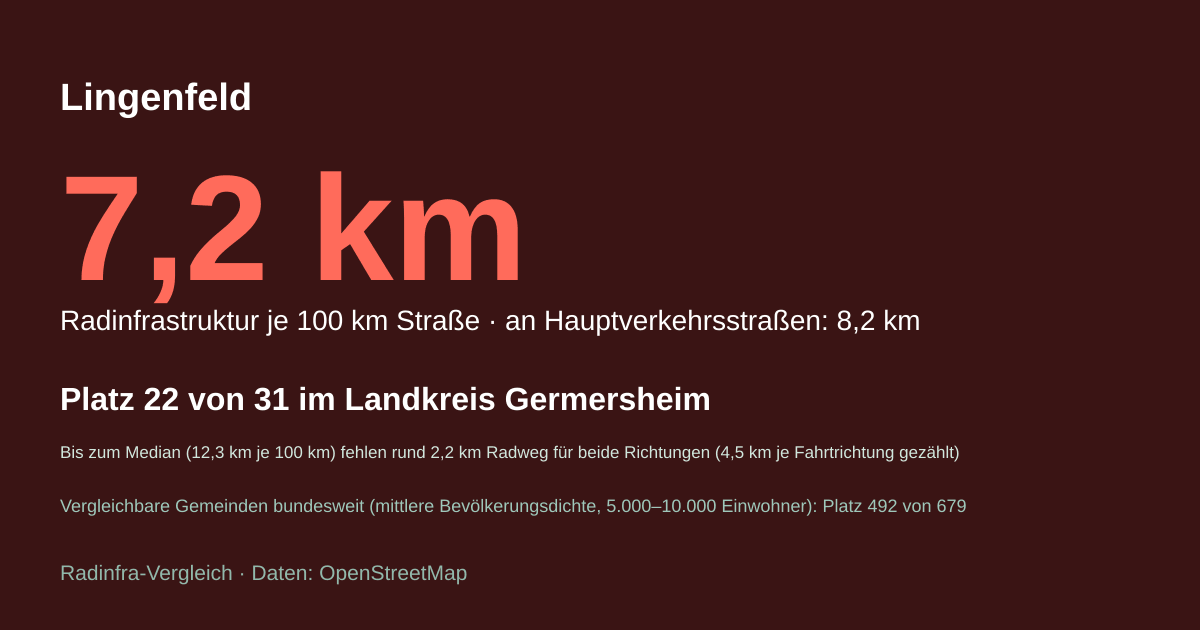 Lingenfeld
7,2 km
Radinfrastruktur je 100 km Straße · an Hauptverkehrsstraßen: 8,2 km
Platz 22 von 31 im Landkreis Germersheim
Bis zum Median (12,3 km je 100 km) fehlen rund 2,2 km Radweg für beide Richtungen (4,5 km je Fahrtrichtung gezählt)
Vergleichbare Gemeinden bundesweit (mittlere Bevölkerungsdichte, 5.000–10.000 Einwohner): Platz 492 von 679
Radinfra-Vergleich · Daten: OpenStreetMap